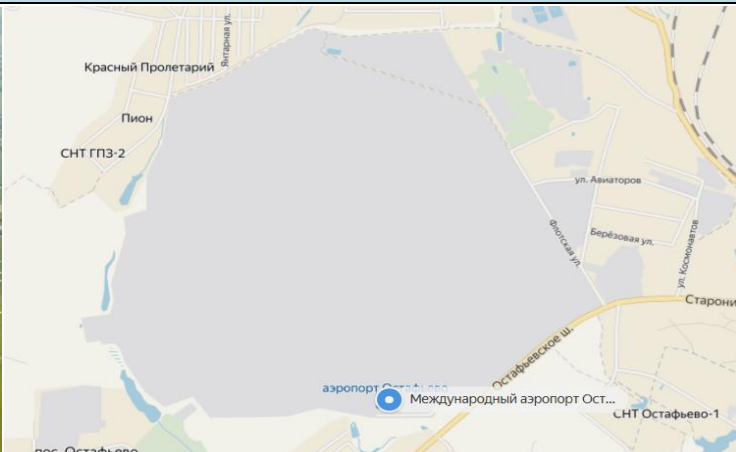 Янтарная ул.
Красный Пролетарий
Пион
СНТ ГПЗ-2
ул. Авиаторов
Флотская ул.
Берёзовая ул.
ул. Космонавтов
Старони
Остафьевское ш.
аэропорт Остафьево
Международный аэропорт Ост...
СНТ Остафьево-1
пос. Остафьево